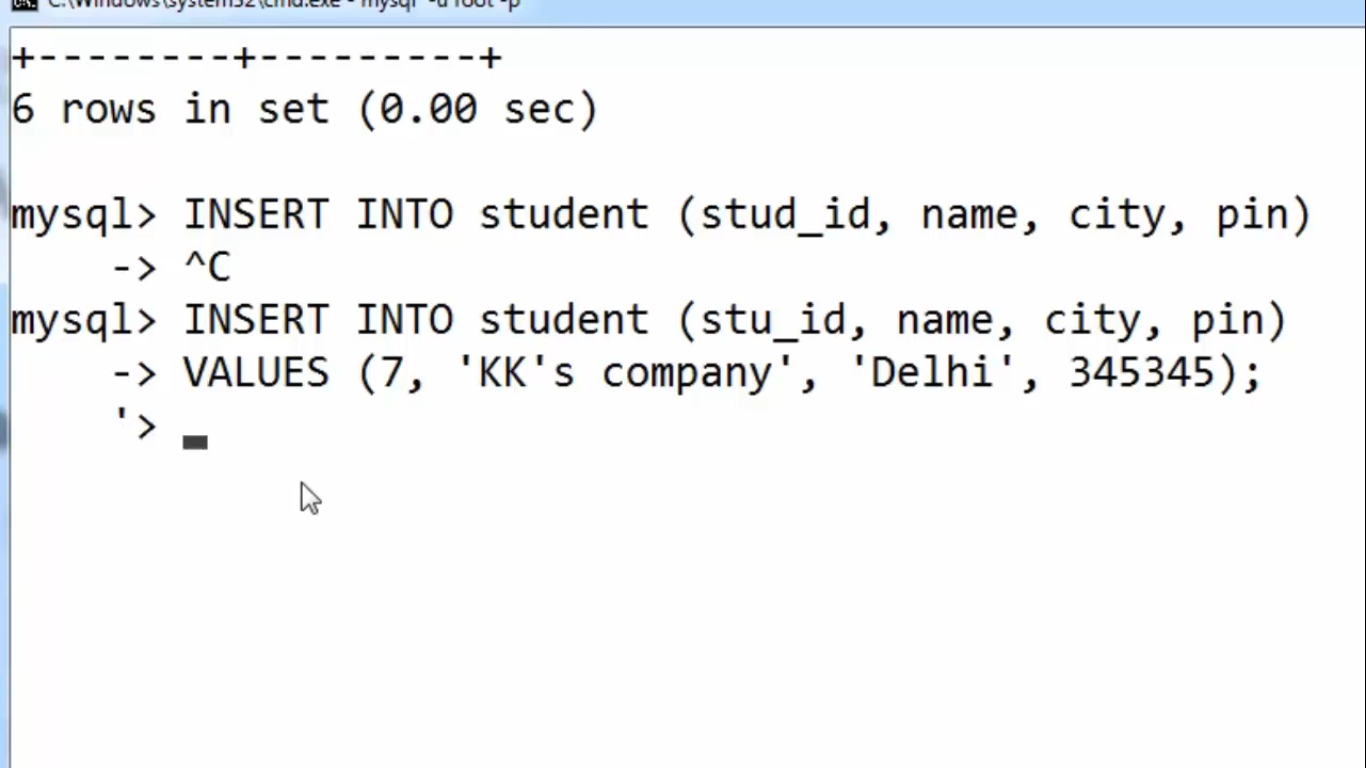 C:\Windows\system32\cmd.exe - mysql -u root -p
+--------+---------+
6 rows in set (0.00 sec)
mysql> INSERT INTO student (stud_id, name, city, pin)
-> ^C
mysql> INSERT INTO student (stu_id, name, city, pin)
-> VALUES (7, 'KK's company', 'Delhi', 345345);
'>